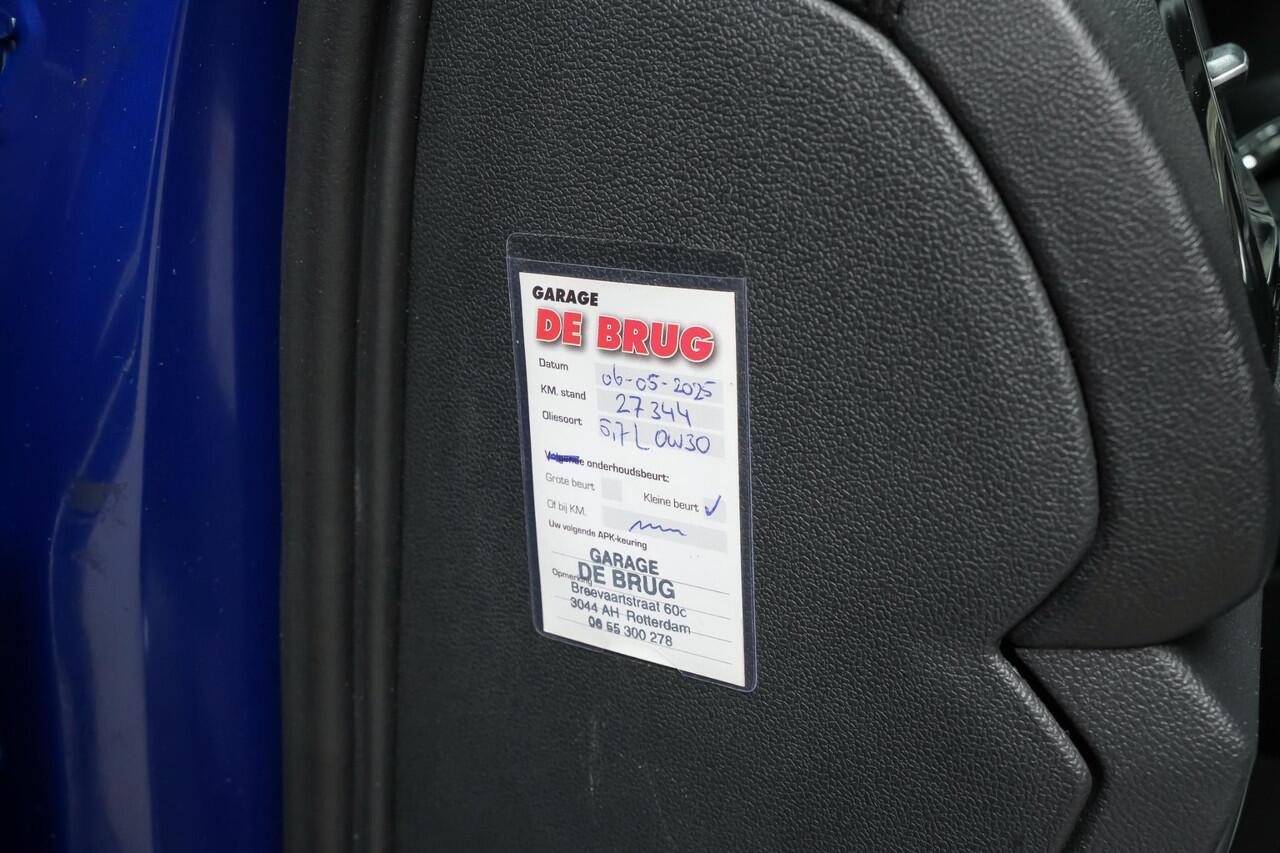 GARAGE
DE BRUG
Datum 06-05-2025
KM. stand 27344
Oliesoort 5,7L 0W30
Volgende onderhoudsbeurt:
Grote beurt Kleine beurt ✓
Of bij KM.
Uw volgende APK-keuring
GARAGE
DE BRUG
Opmerking
Breevaartstraat 60c
3044 AH Rotterdam
06 55 300 278